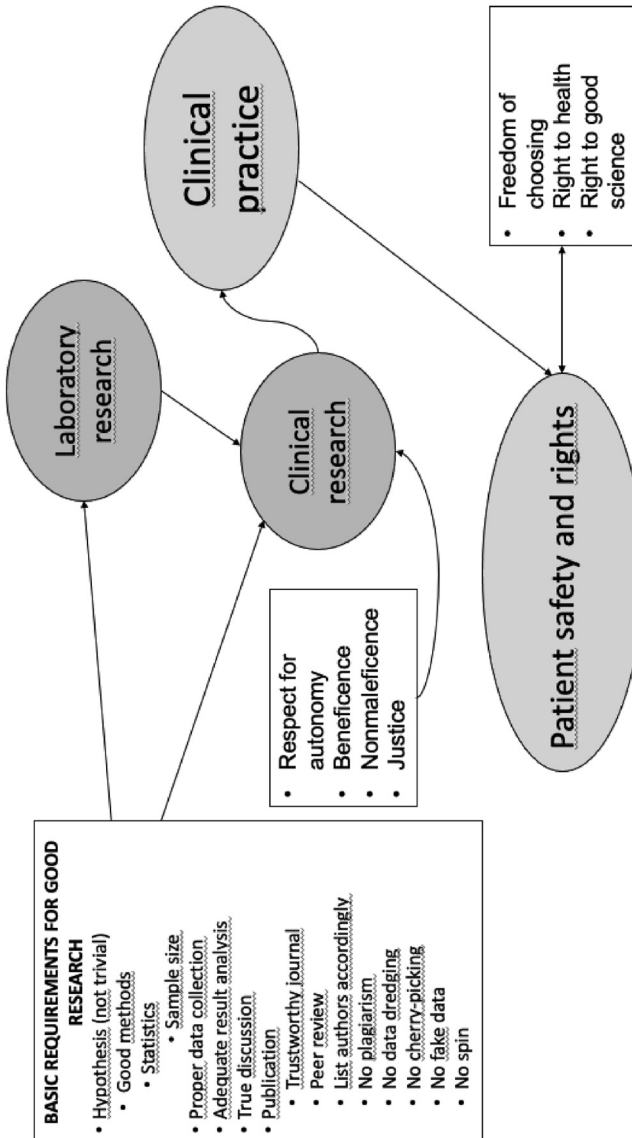 BASIC REQUIREMENTS FOR GOOD
RESEARCH
• Hypothesis (not trivial)
• Good methods
• Statistics
• Sample size
• Proper data collection
• Adequate result analysis
• True discussion
• Publication
• Trustworthy journal
• Peer review
• List authors accordingly
• No plagiarism
• No data dredging
• No cherry-picking
• No fake data
• No spin
• Respect for
autonomy
• Beneficence
• Nonmaleficence
• Justice
Laboratory
research
Clinical
research
Clinical
practice
Patient safety and rights
• Freedom of
choosing
• Right to health
• Right to good
science